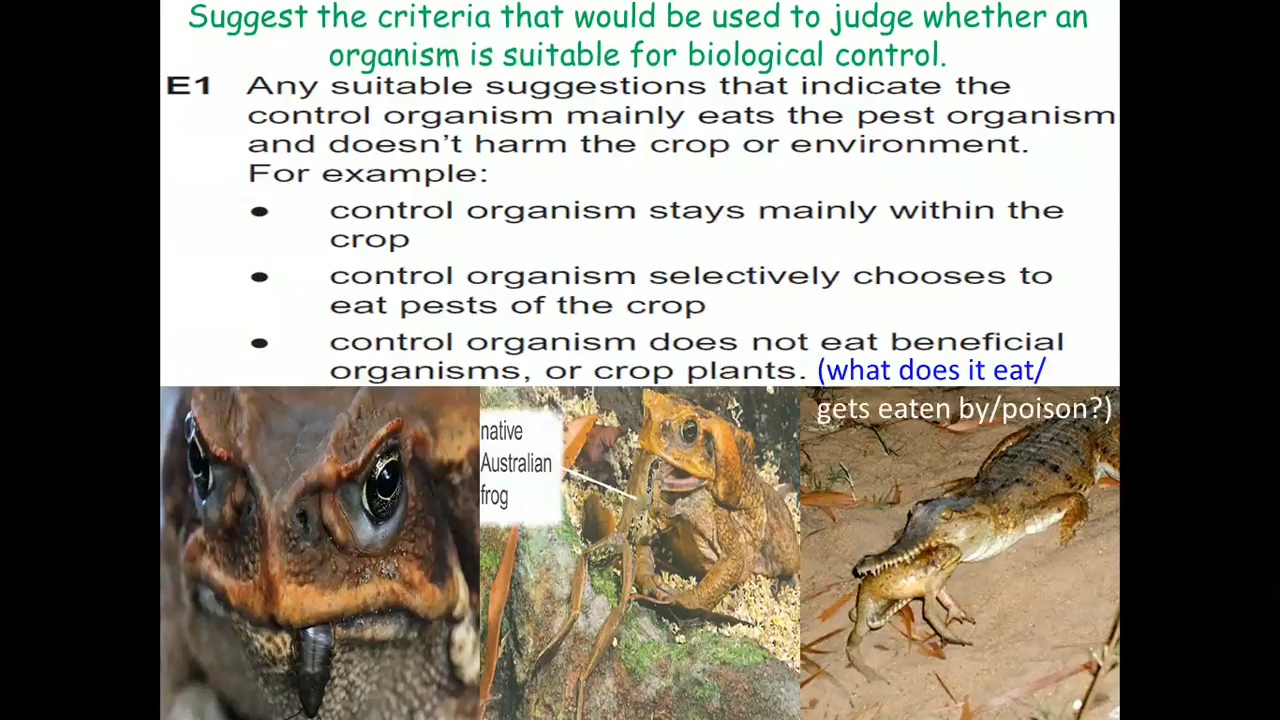 Suggest the criteria that would be used to judge whether an
organism is suitable for biological control.
E1 Any suitable suggestions that indicate the
control organism mainly eats the pest organism
and doesn't harm the crop or environment.
For example:
● control organism stays mainly within the
crop
● control organism selectively chooses to
eat pests of the crop
● control organism does not eat beneficial
organisms, or crop plants. (what does it eat/
gets eaten by/poison?)
native
Australian
frog